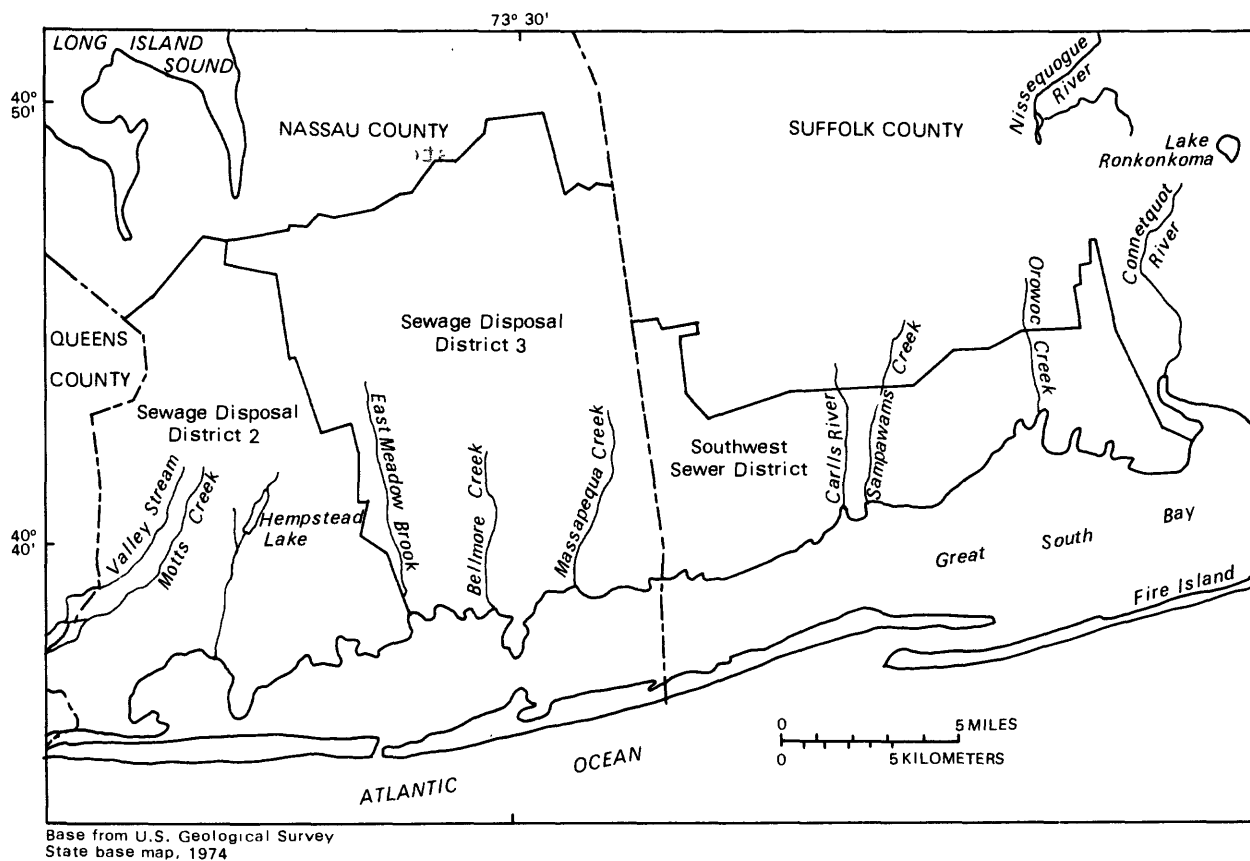 73° 30'
LONG ISLAND
SOUND
40°
50'
NASSAU COUNTY
SUFFOLK COUNTY
Nissequogue
River
Lake
Ronkonkoma
Connetquot
River
QUEENS
COUNTY
Sewage Disposal
District 3
Orowoc
Creek
Sewage Disposal
District 2
Southwest
Sewer District
Carlls River
Sampawams
Creek
East Meadow Brook
Bellmore Creek
Massapequa Creek
Valley Stream
Motts Creek
Hempstead
Lake
40°
40'
Great South Bay
Fire Island
0 5 MILES
0 5 KILOMETERS
ATLANTIC OCEAN
Base from U.S. Geological Survey
State base map, 1974